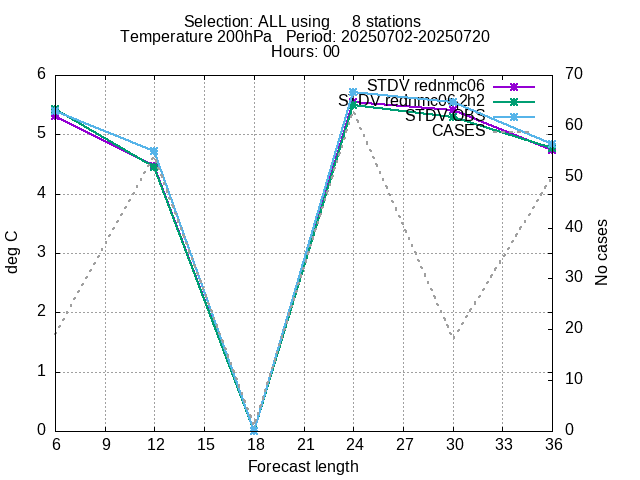 Selection: ALL using 8 stations
Temperature 200hPa Period: 20250702-20250720
Hours: 00
6 70
STDV rednmc06
STDV rednmc06h2h2
STDV OBS
CASES
60
5
50
4
40
3
30
2
20
1
10
0 0
deg C
No cases
6 9 12 15 18 21 24 27 30 33 36
Forecast length